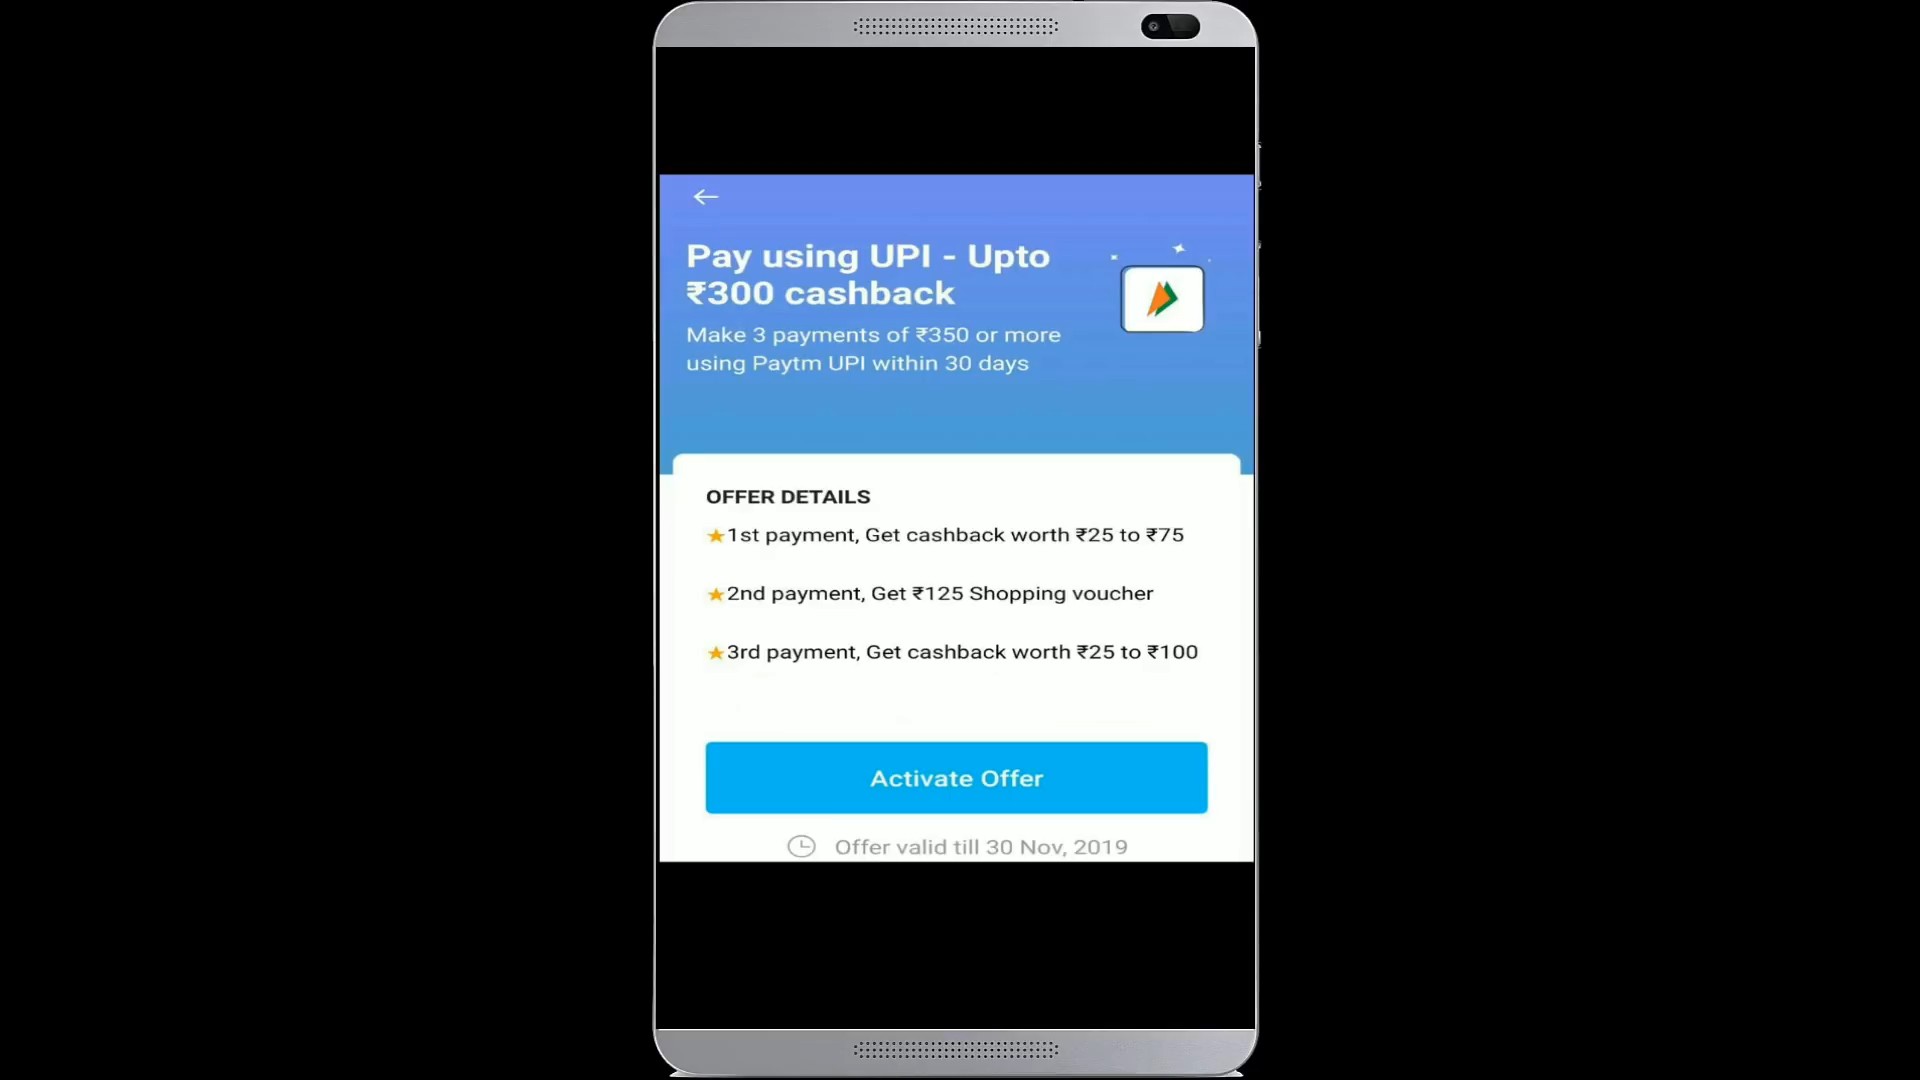 Pay using UPI - Upto
₹300 cashback
Make 3 payments of ₹350 or more
using Paytm UPI within 30 days
OFFER DETAILS
1st payment, Get cashback worth ₹25 to ₹75
2nd payment, Get ₹125 Shopping voucher
3rd payment, Get cashback worth ₹25 to ₹100
Activate Offer
Offer valid till 30 Nov, 2019